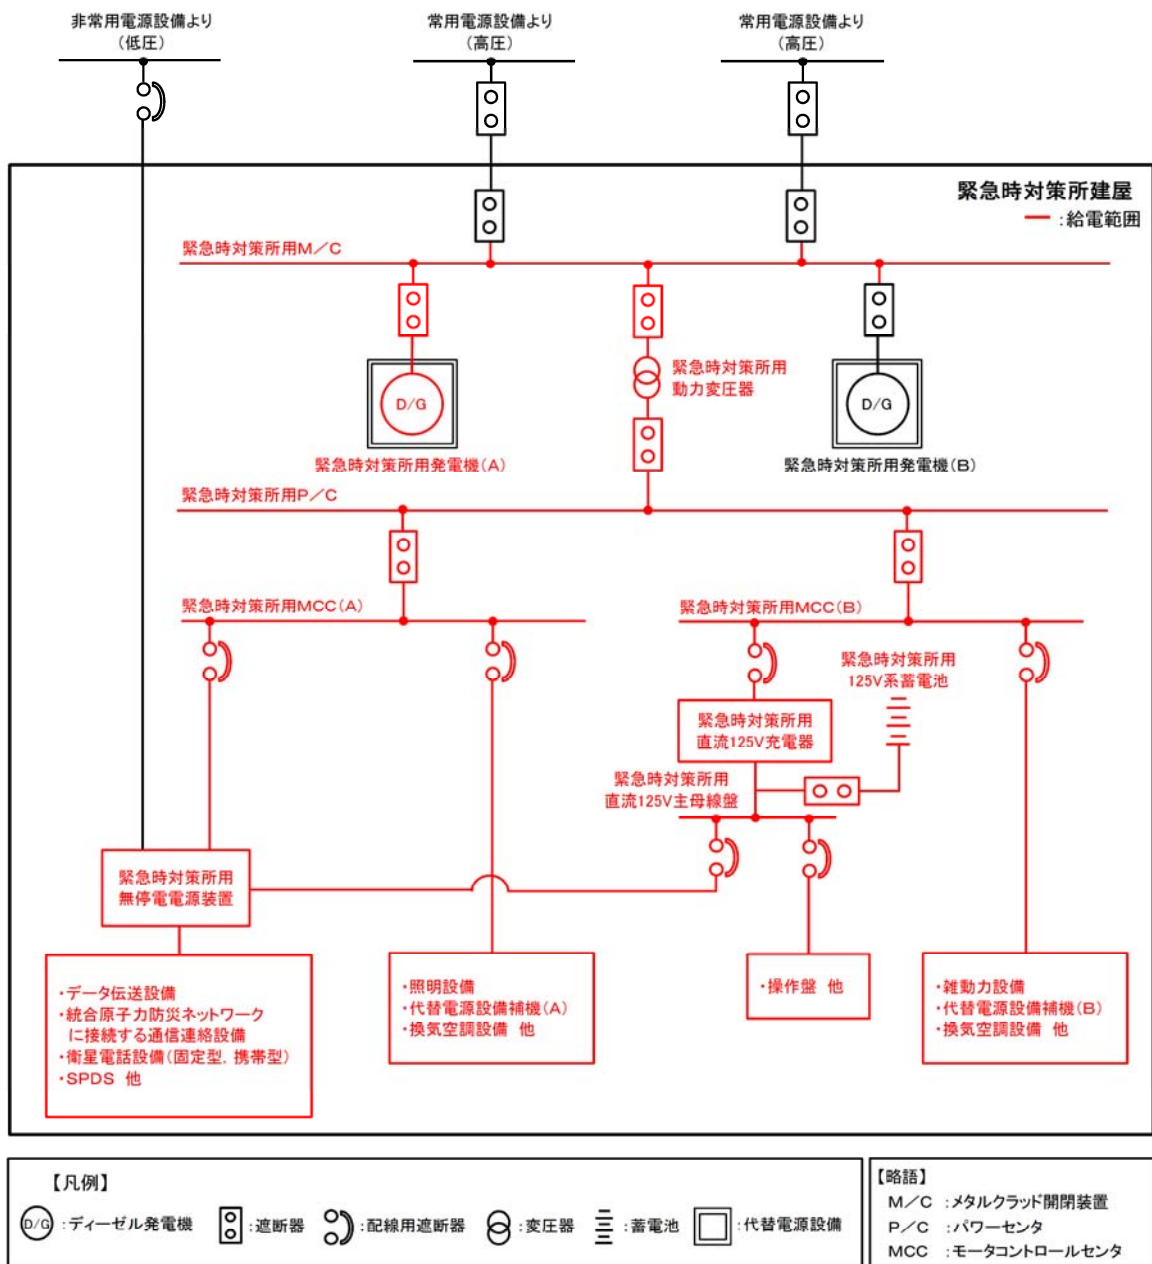 非常用電源設備より
(低圧)
常用電源設備より
(高圧)
常用電源設備より
(高圧)
緊急時対策所建屋
:給電範囲
緊急時対策所用M/C
緊急時対策所用
動力変圧器
D/G
D/G
緊急時対策所用発電機(A)
緊急時対策所用発電機(B)
緊急時対策所用P/C
緊急時対策所用MCC(A)
緊急時対策所用MCC(B)
緊急時対策所用
125V系蓄電池
緊急時対策所用
直流125V充電器
緊急時対策所用
直流125V主母線盤
緊急時対策所用
無停電電源装置
・データ伝送設備
・統合原子力防災ネットワーク
に接続する通信連絡設備
・衛星電話設備(固定型, 携帯型)
・SPDS 他
・照明設備
・代替電源設備補機(A)
・換気空調設備 他
・操作盤 他
・雑動力設備
・代替電源設備補機(B)
・換気空調設備 他
【凡例】
D/G :ディーゼル発電機 :遮断器 :配線用遮断器 :変圧器 :蓄電池 :代替電源設備
【略語】
M/C :メタルクラッド開閉装置
P/C :パワーセンタ
MCC :モータコントロールセンタ